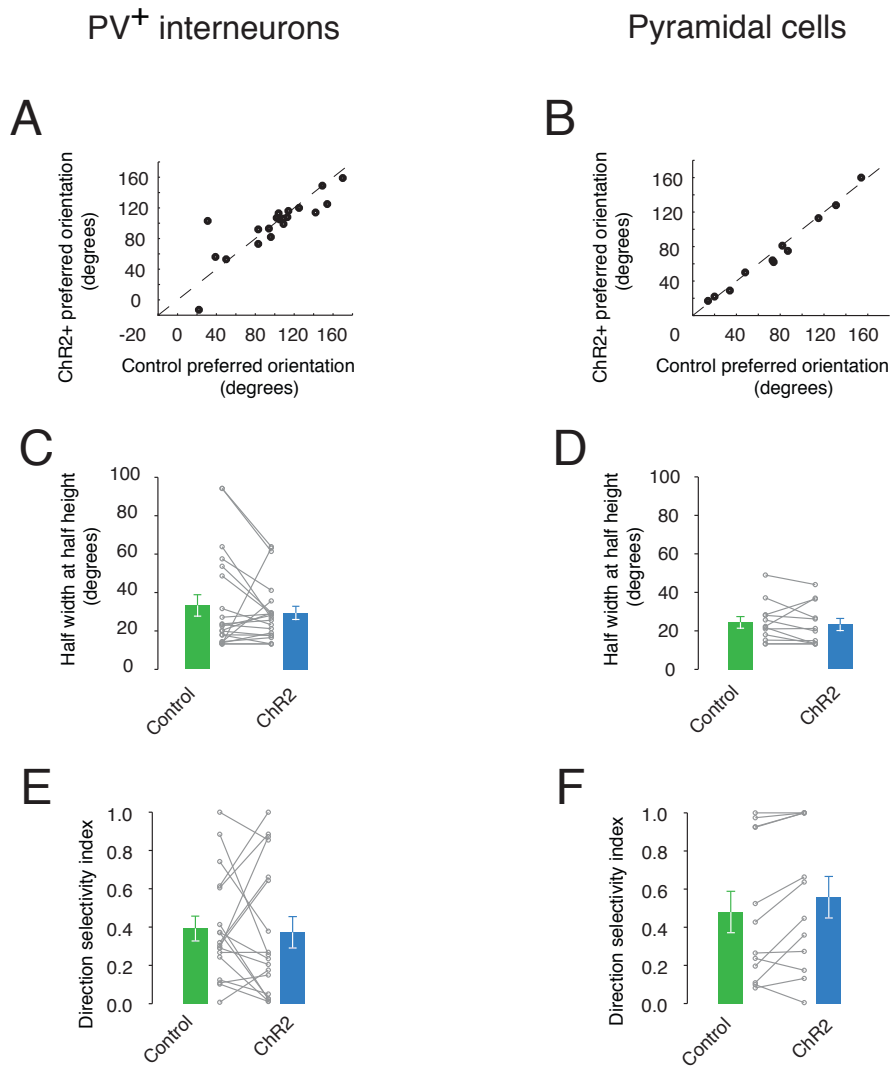 PV+ interneurons
Pyramidal cells
A
ChR2+ preferred orientation
(degrees)
160
120
80
40
0
-20
0
40
80
120
160
Control preferred orientation
(degrees)
B
ChR2+ preferred orientation
(degrees)
160
120
80
40
0
40
80
120
160
Control preferred orientation
(degrees)
C
Half width at half height
(degrees)
100
80
60
40
20
0
Control
ChR2
D
Half width at half height
(degrees)
100
80
60
40
20
0
Control
ChR2
E
Direction selectivity index
1.0
0.8
0.6
0.4
0.2
0.0
Control
ChR2
F
Direction selectivity index
1.0
0.8
0.6
0.4
0.2
0.0
Control
ChR2